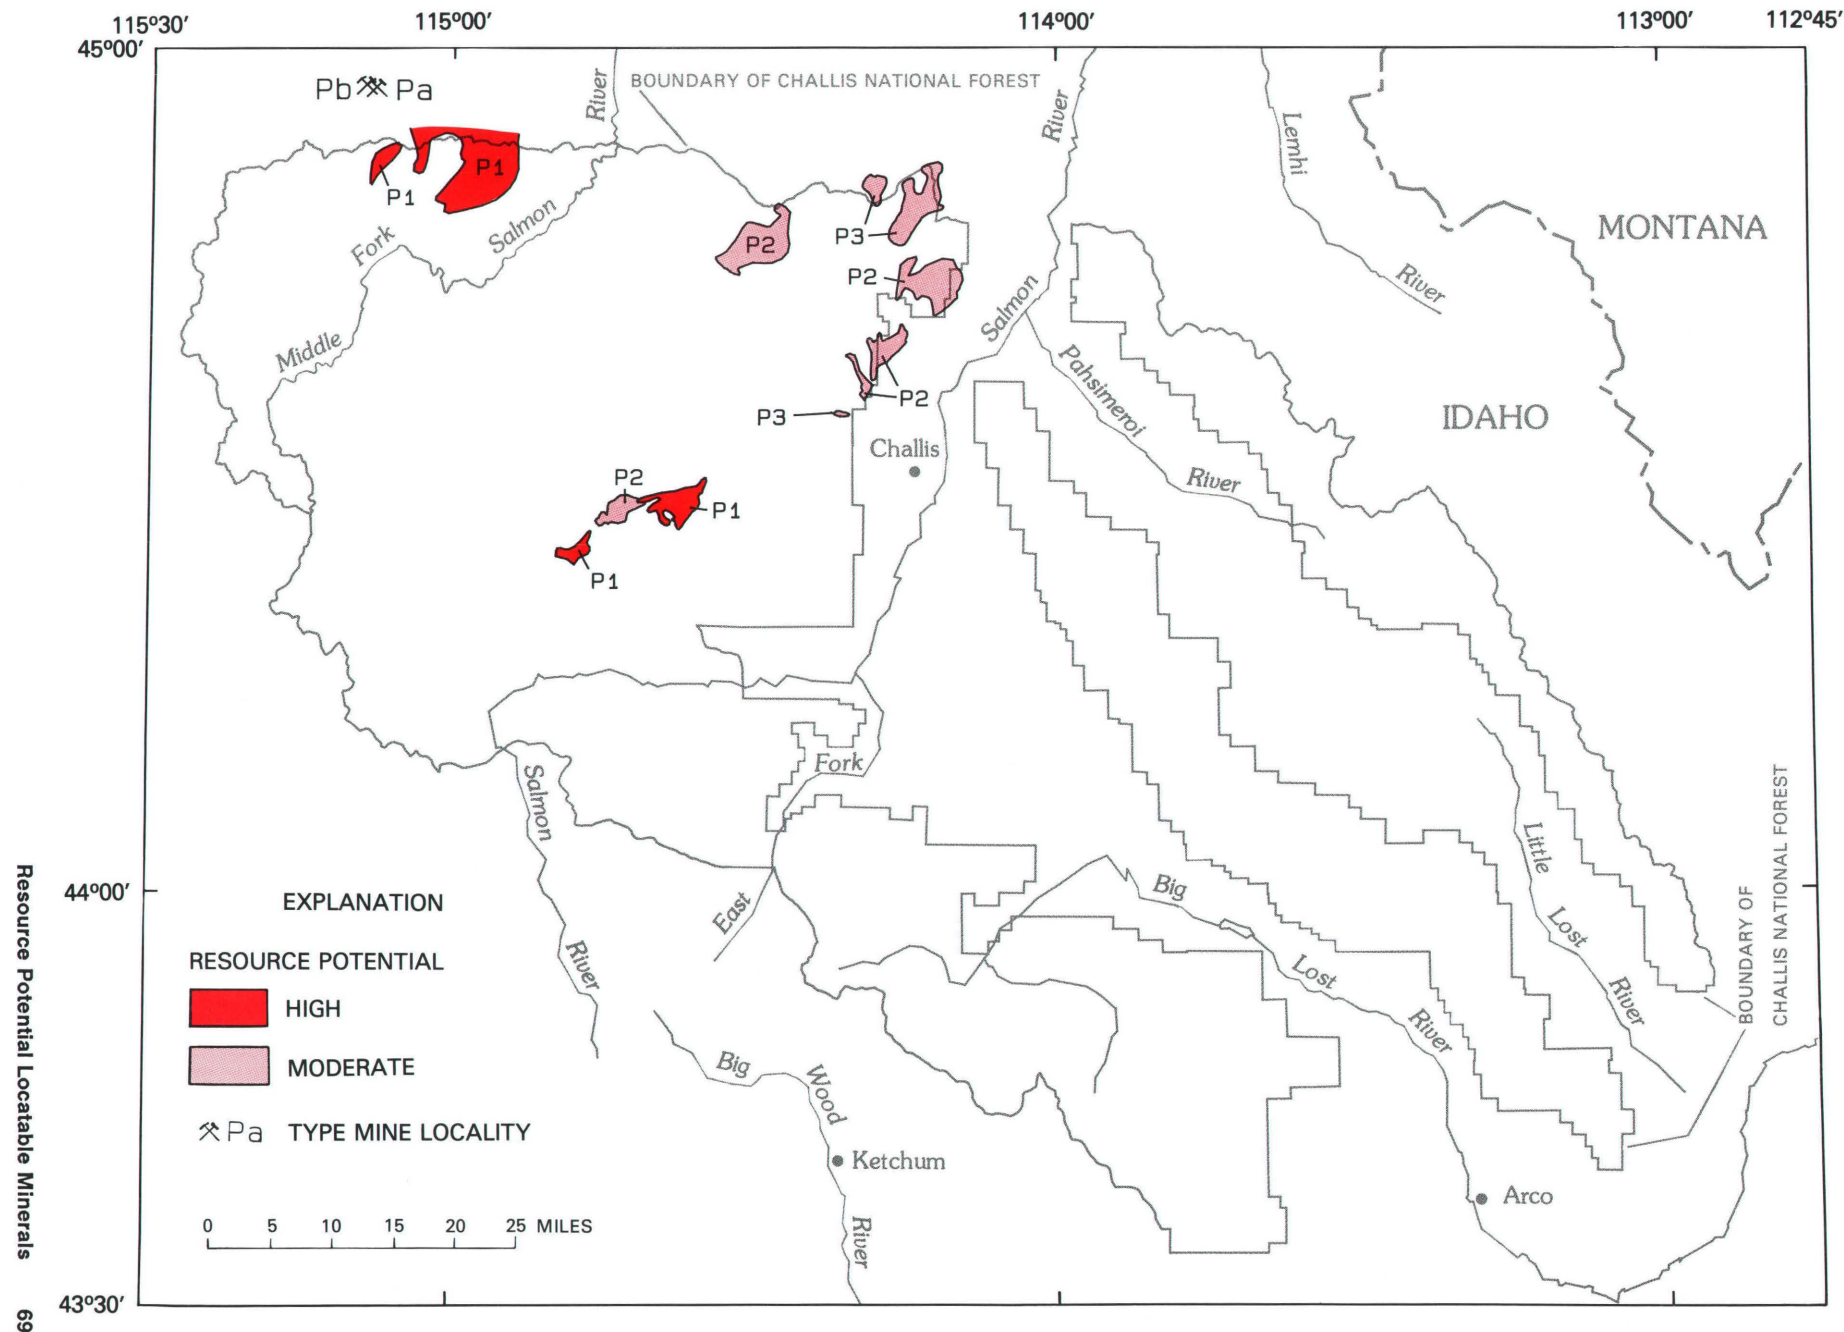 115°30′
115°00′
114°00′
113°00′
112°45′
45°00′
Pb Pa
BOUNDARY OF CHALLIS NATIONAL FOREST
River
River
Lemhi
River
P1
P1
Fork
Salmon
Middle
P2
P3
P2
Salmon
MONTANA
IDAHO
Pahsimeroi
River
P2
P3
Challis
P2
P1
P1
Fork
Salmon
River
East
Big
Lost
River
Little
Lost
River
BOUNDARY OF
CHALLIS NATIONAL FOREST
44°00′
EXPLANATION
RESOURCE POTENTIAL
HIGH
MODERATE
Pa TYPE MINE LOCALITY
Big
Wood
River
Ketchum
Arco
0 5 10 15 20 25 MILES
43°30′
Resource Potential Locatable Minerals 69